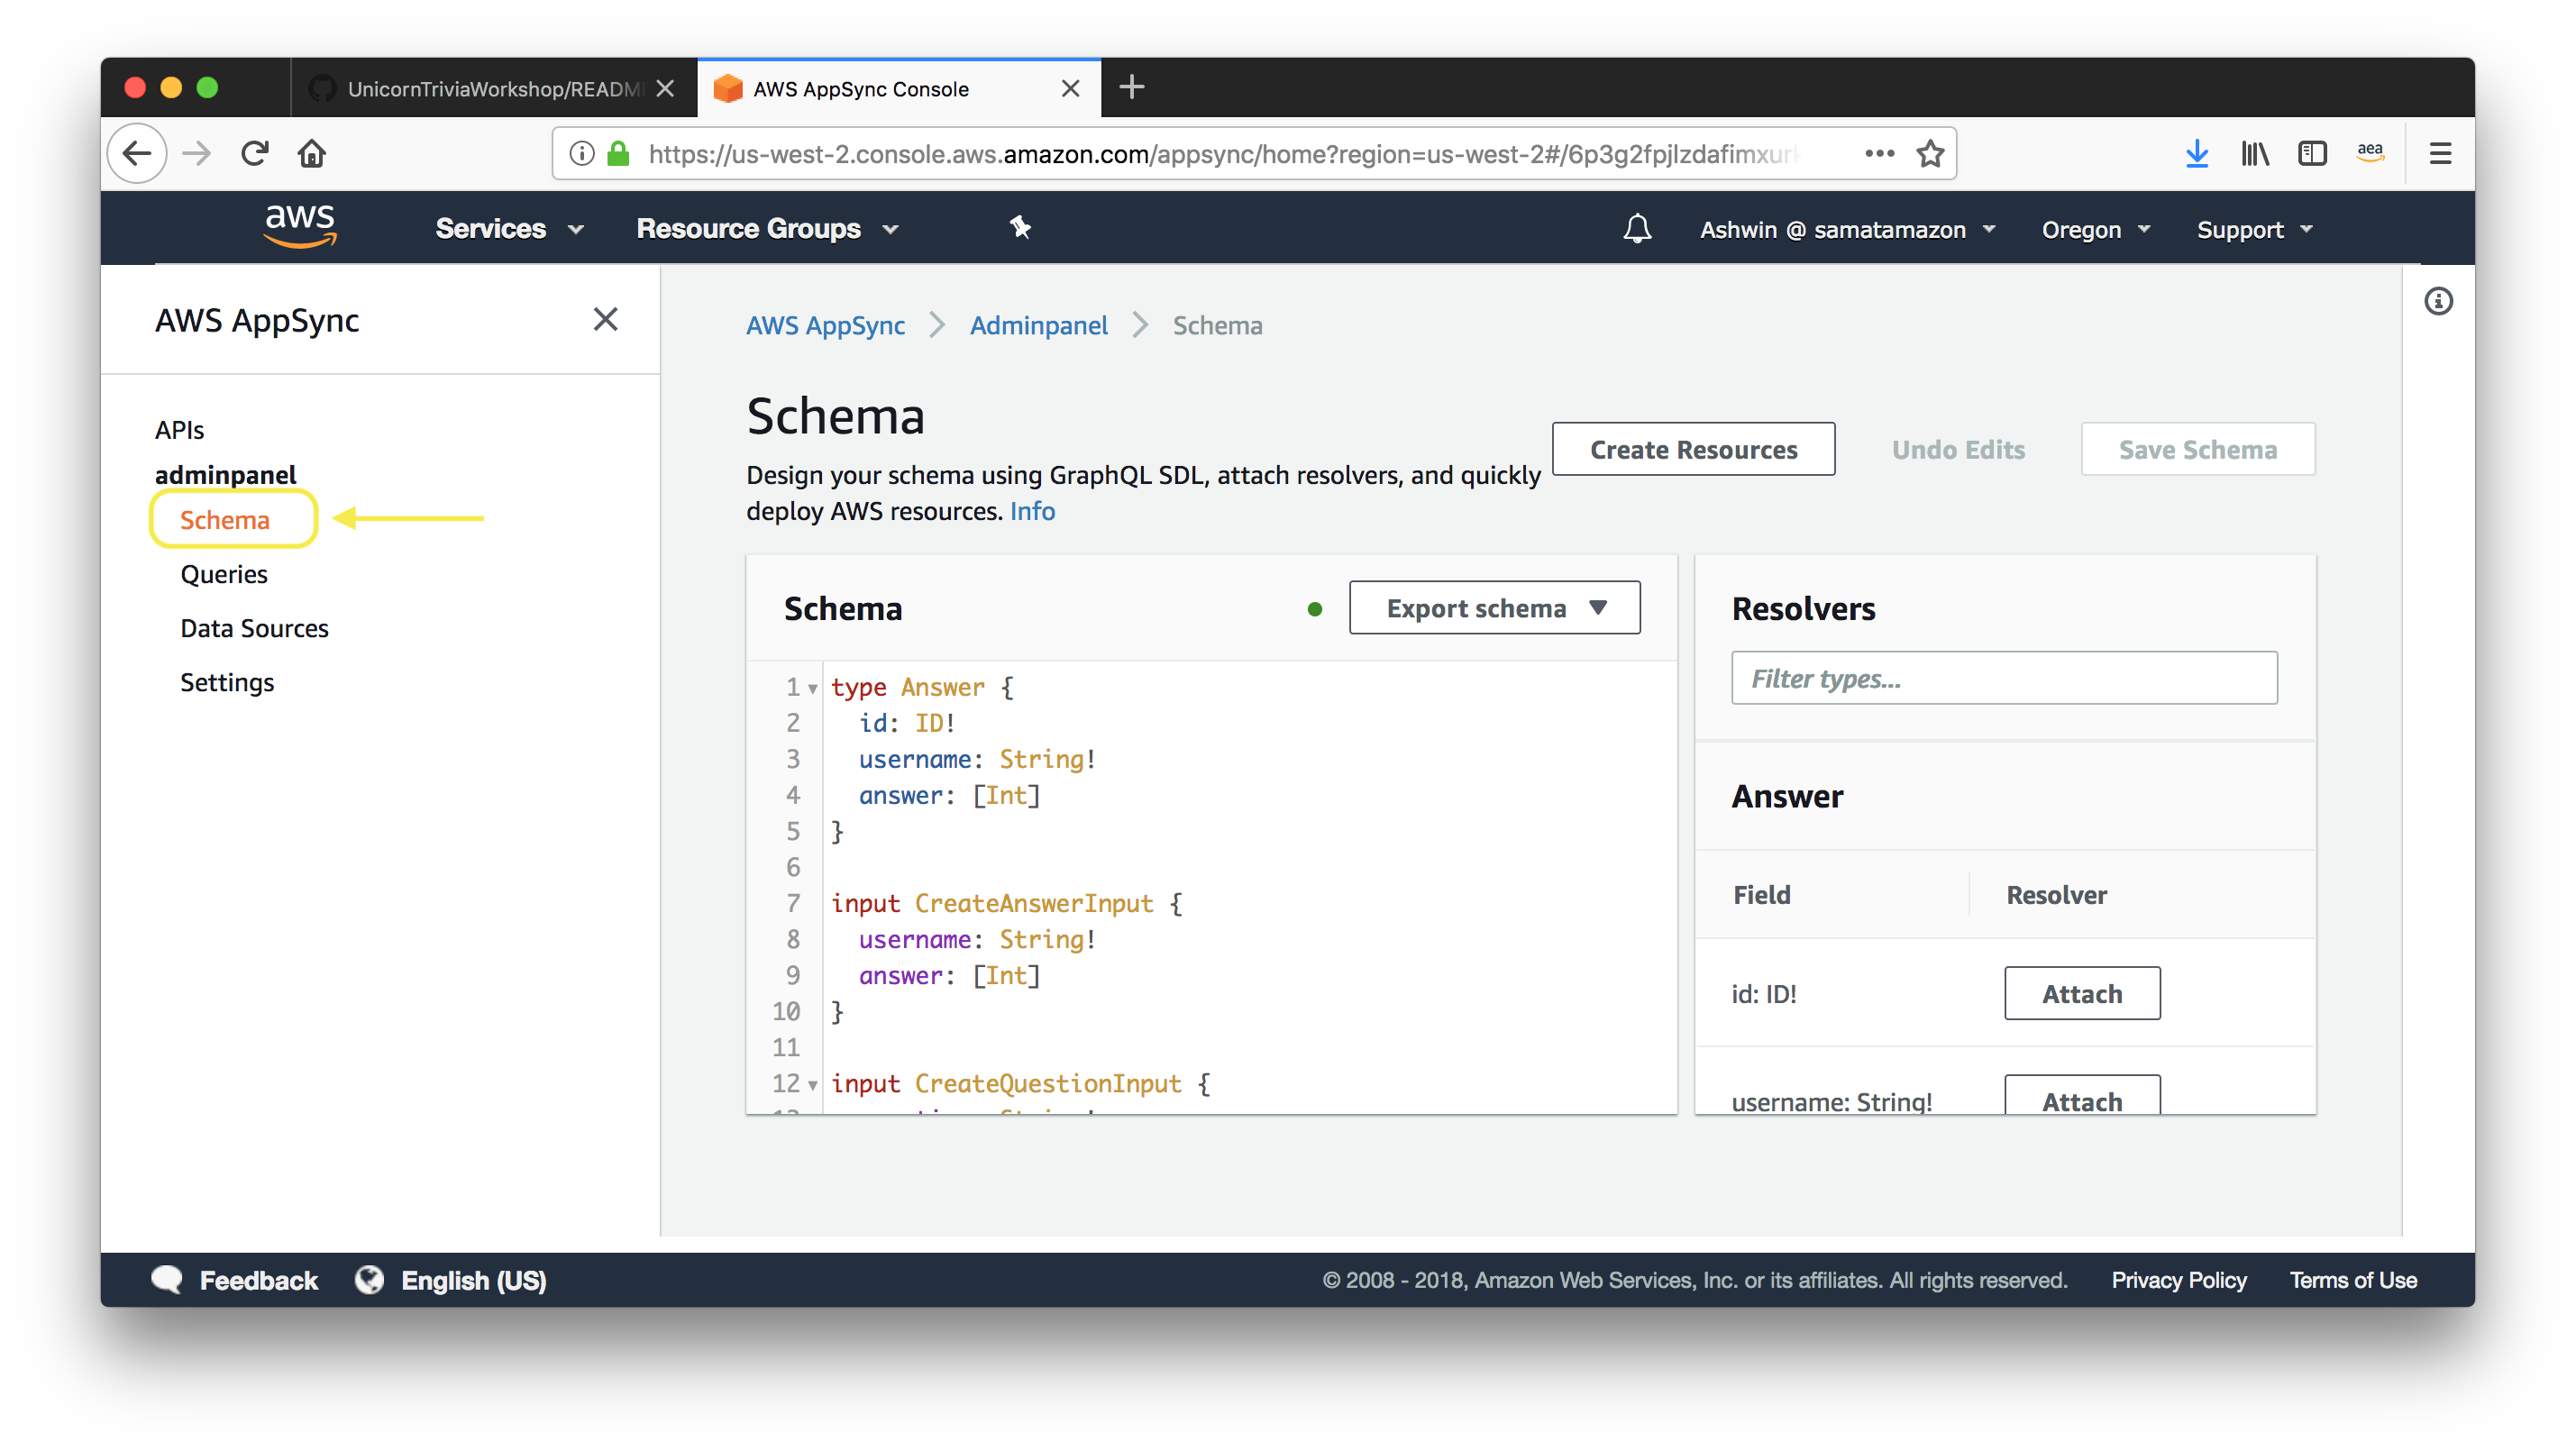 UnicornTriviaWorkshop/READM
AWS AppSync Console
https://us-west-2.console.aws.amazon.com/appsync/home?region=us-west-2#/6p3g2fpjlzdafimxurk
aea
aws
Services
Resource Groups
Ashwin @ samatamazon
Oregon
Support
AWS AppSync
APIs
adminpanel
Schema
Queries
Data Sources
Settings
AWS AppSync > Adminpanel > Schema
Schema
Design your schema using GraphQL SDL, attach resolvers, and quickly
deploy AWS resources. Info
Create Resources
Undo Edits
Save Schema
Schema
Export schema
1 type Answer {
2 id: ID!
3 username: String!
4 answer: [Int]
5 }
6
7 input CreateAnswerInput {
8 username: String!
9 answer: [Int]
10 }
11
12 input CreateQuestionInput {
Resolvers
Filter types...
Answer
Field Resolver
id: ID! Attach
username: String! Attach
Feedback
English (US)
© 2008 - 2018, Amazon Web Services, Inc. or its affiliates. All rights reserved.
Privacy Policy
Terms of Use